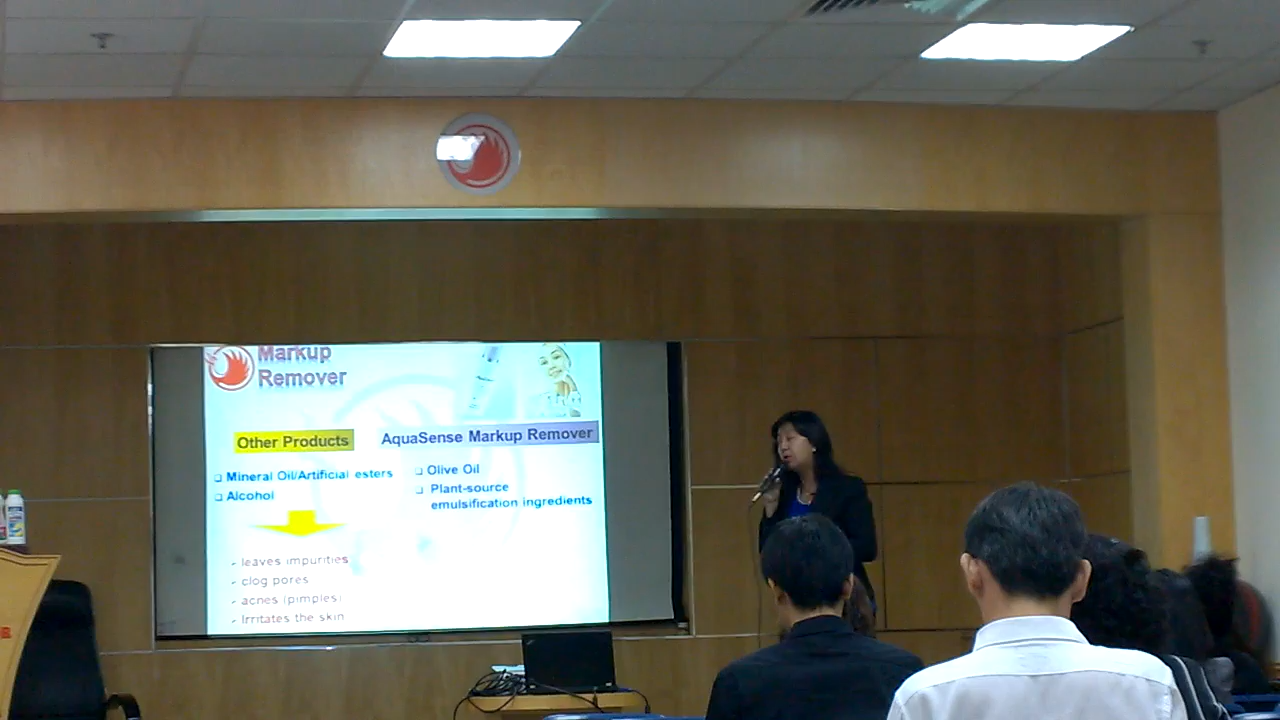 Markup
Remover
Other Products
AquaSense Markup Remover
Mineral Oil/Artificial esters
Alcohol
Olive Oil
Plant-source
emulsification ingredients
leaves impurities
clog pores
acnes (pimples)
Irritates the skin